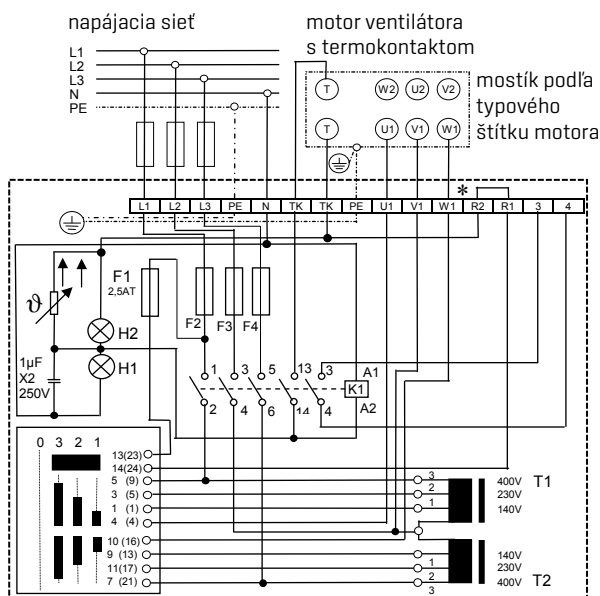 napájacia sieť
motor ventilátora
s termokontaktom
L1
L2
L3
N
PE
T W2 U2 V2
T U1 V1 W1
mostík podľa
typového
štítku motora
*
L1 L2 L3 PE N TK TK PE U1 V1 W1 R2 R1 3 4
F1
2,5AT
ϑ
F2 F3 F4
H2
H1
1µF
X2
250V
1 3 5 13 3
A1
K1
A2
2 4 6 14 4
0 3 2 1
13(23)
14(24)
5 (9)
3 (5)
1 (1)
4 (4)
10 (16)
9 (13)
11(17)
7 (21)
3
2
1
400V
230V
140V
T1
1
2
3
140V
230V
400V
T2